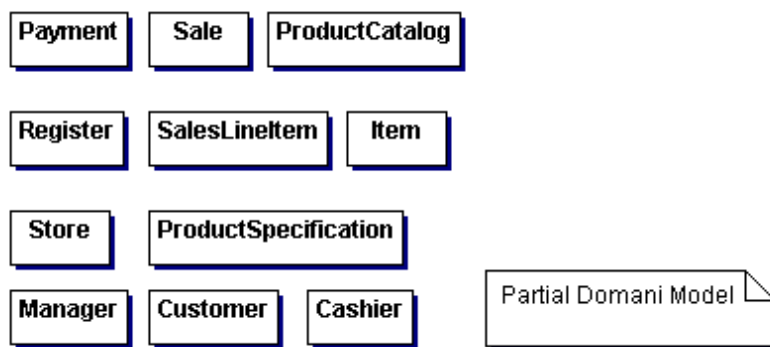 Payment Sale ProductCatalog
Register SalesLineItem Item
Store ProductSpecification
Manager Customer Cashier
Partial Domani Model